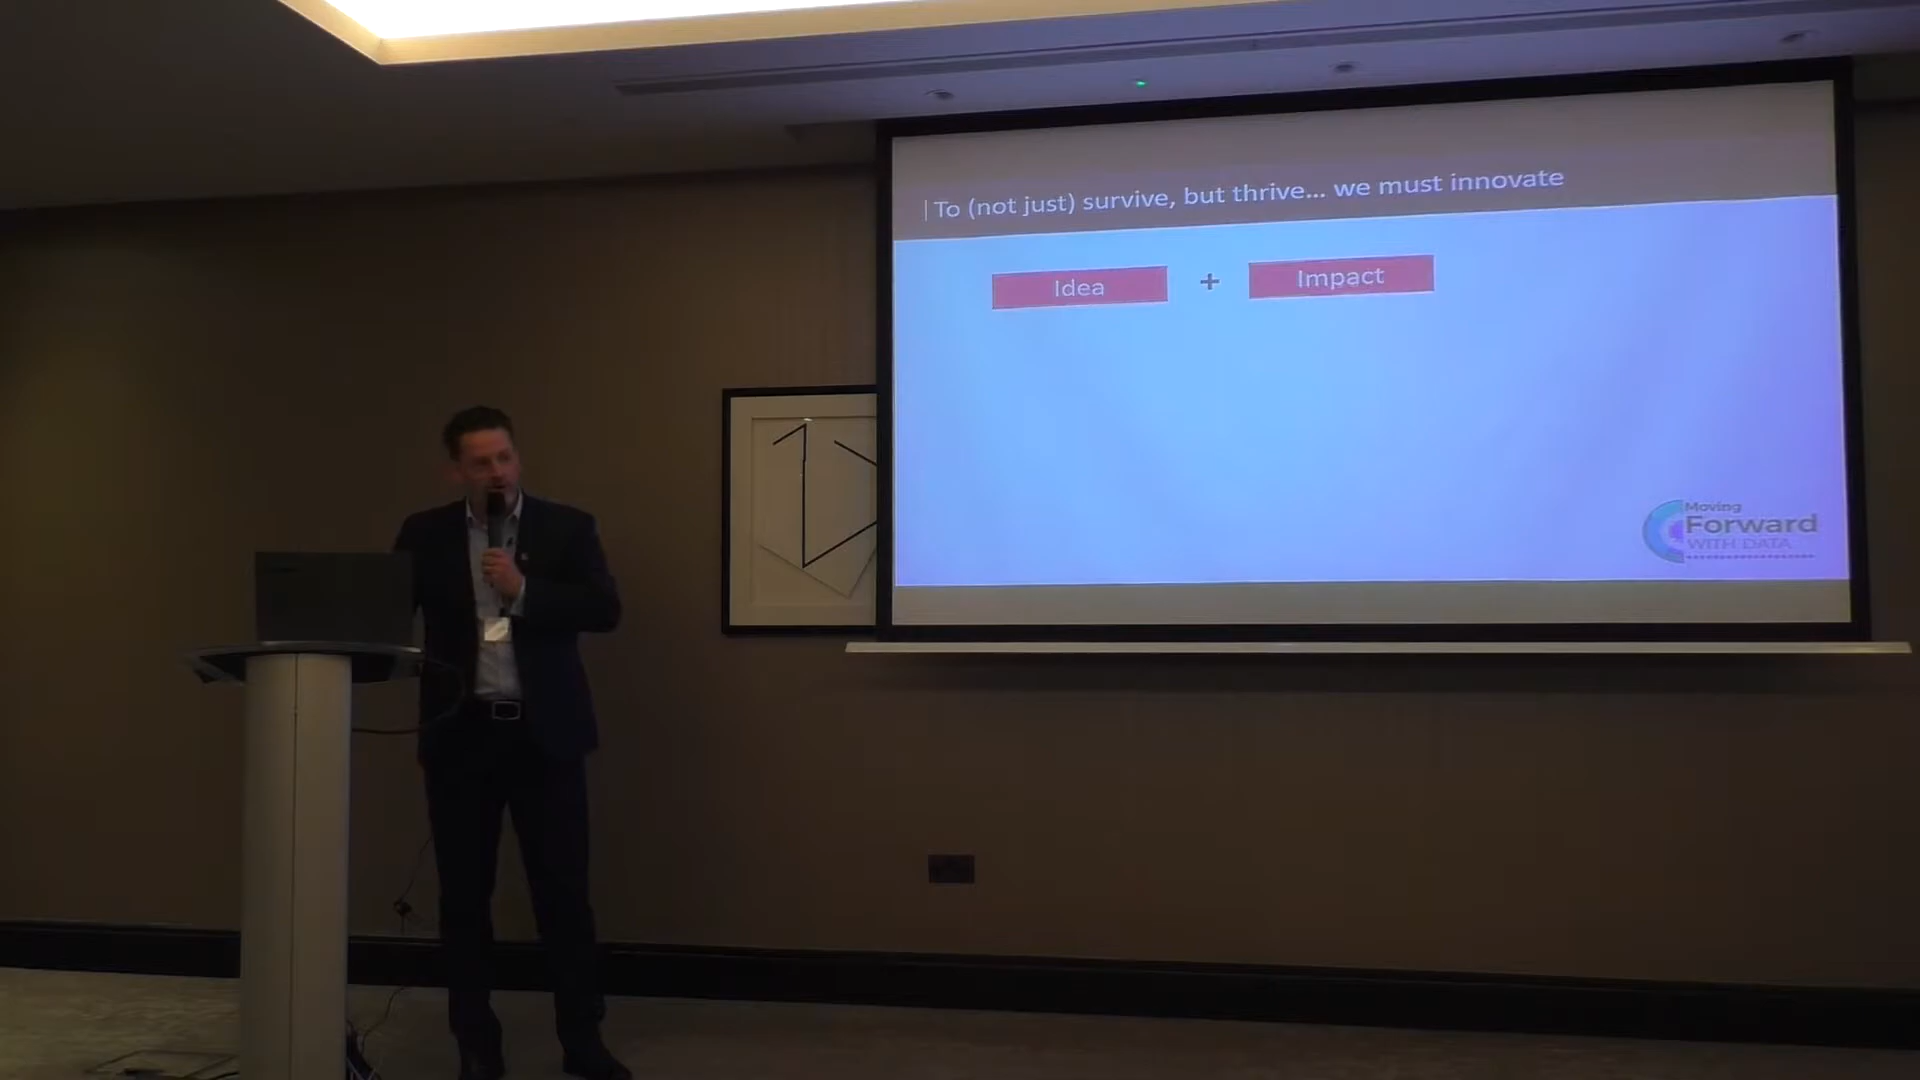 To (not just) survive, but thrive... we must innovate
Idea + Impact
Moving
Forward
WITH DATA